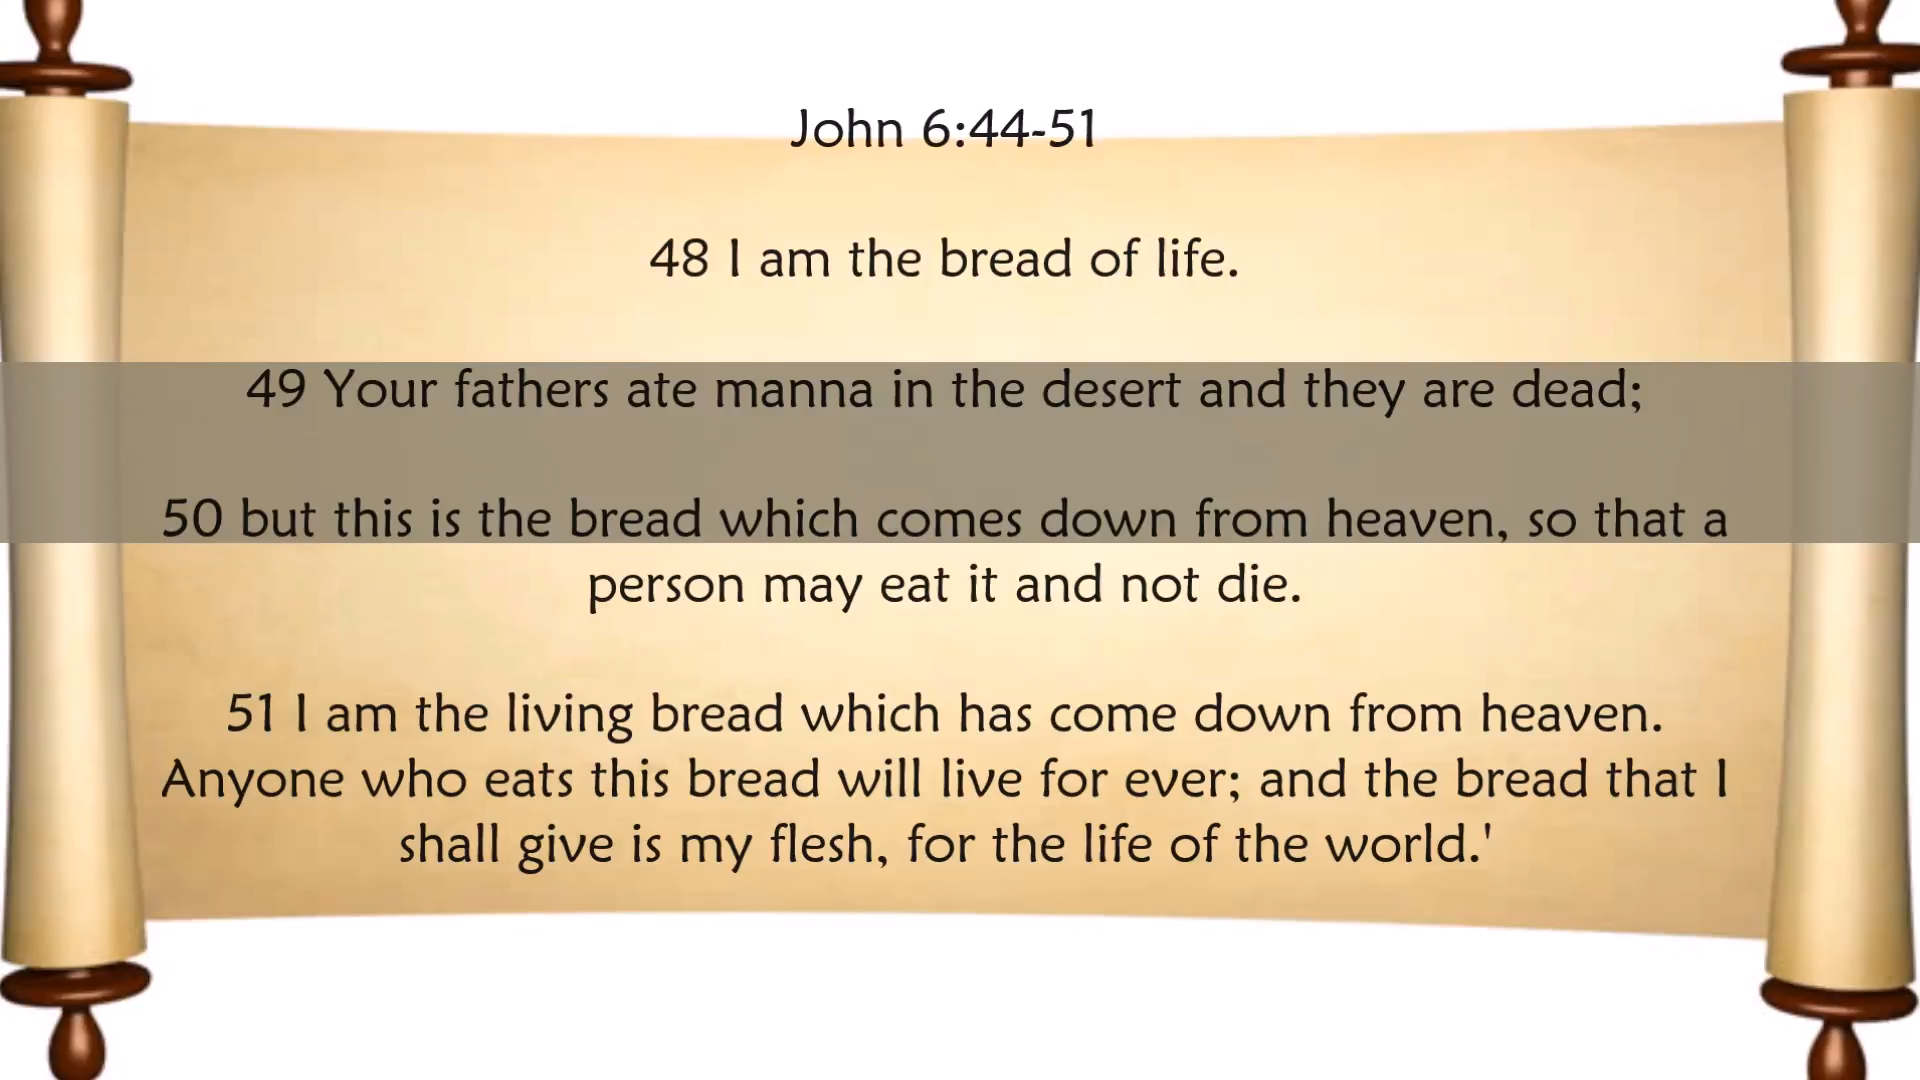 John 6:44-51
48 I am the bread of life.
49 Your fathers ate manna in the desert and they are dead;
50 but this is the bread which comes down from heaven, so that a
person may eat it and not die.
51 I am the living bread which has come down from heaven.
Anyone who eats this bread will live for ever; and the bread that I
shall give is my flesh, for the life of the world.'